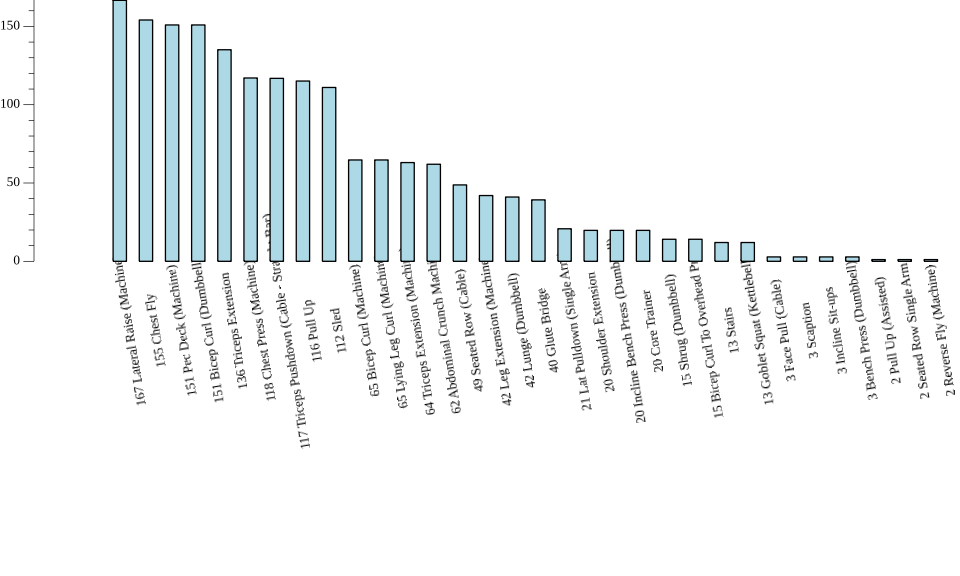 150
100
50
0
167 Lateral Raise (Machine
155 Chest Fly
151 Pec Deck (Machine)
151 Bicep Curl (Dumbbell
136 Triceps Extension
118 Chest Press (Machine)
117 Triceps Pushdown (Cable - Stra Bar)
116 Pull Up
112 Sled
65 Bicep Curl (Machine)
65 Lying Leg Curl (Machine
64 Triceps Extension (Machi
62 Abdominal Crunch Machi
49 Seated Row (Cable)
42 Leg Extension (Machine
42 Lunge (Dumbbell)
40 Glute Bridge
21 Lat Pulldown (Single Arm
20 Shoulder Extension
20 Incline Bench Press (Dumb ll)
20 Core Trainer
15 Shrug (Dumbbell)
15 Bicep Curl To Overhead Pr
13 Stairs
13 Goblet Squat (Kettlebell
3 Face Pull (Cable)
3 Scaption
3 Incline Sit-ups
3 Bench Press (Dumbbell)
2 Pull Up (Assisted)
2 Seated Row Single Arm
2 Reverse Fly (Machine)